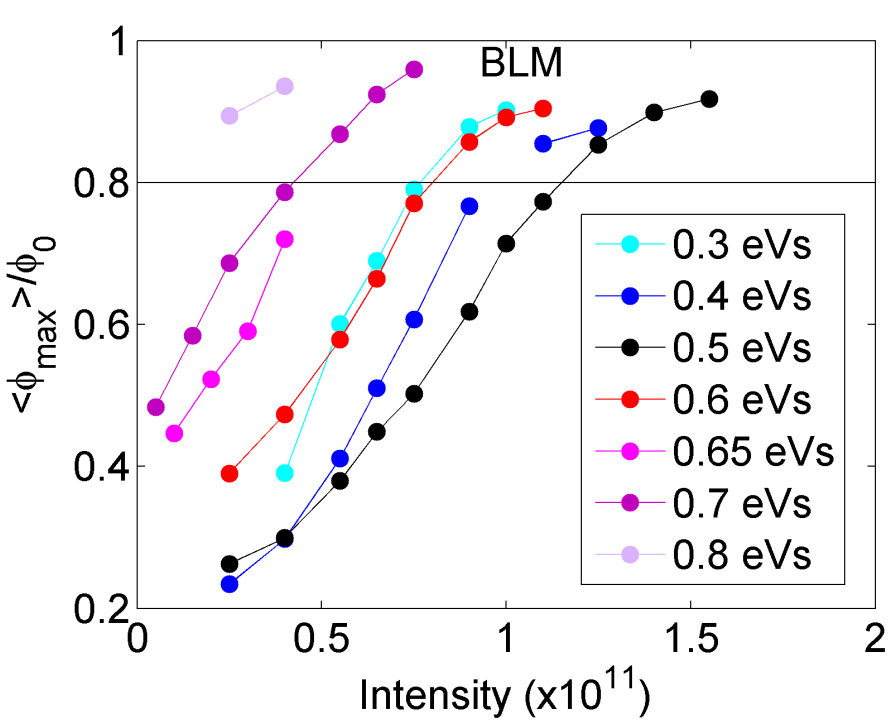 BLM
1
0.8
0.6
0.4
0.2
0
0.5
1
1.5
2
<ϕmax>/ϕ0
Intensity (x10^11)
0.3 eVs
0.4 eVs
0.5 eVs
0.6 eVs
0.65 eVs
0.7 eVs
0.8 eVs